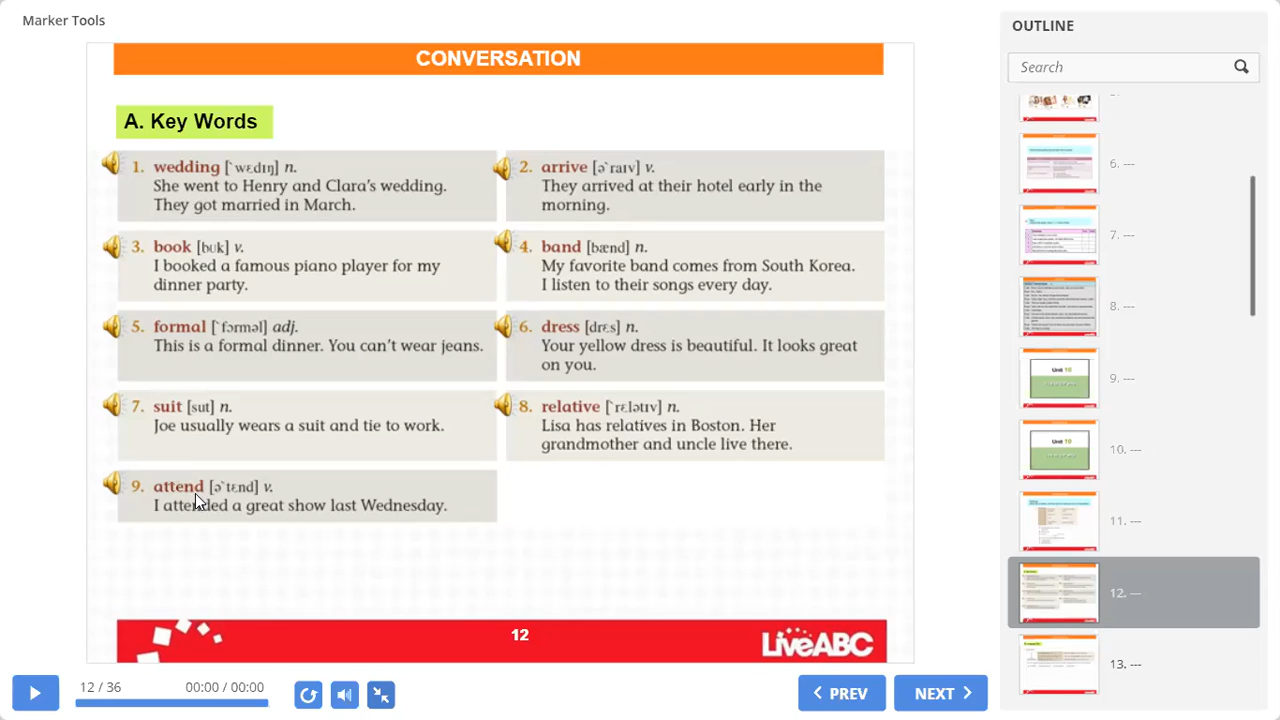 Marker Tools
CONVERSATION
A. Key Words
1. wedding [ˋwɛdɪŋ] n.
She went to Henry and Clara's wedding.
They got married in March.
2. arrive [əˋraɪv] v.
They arrived at their hotel early in the
morning.
3. book [bʊk] v.
I booked a famous piano player for my
dinner party.
4. band [bænd] n.
My favorite band comes from South Korea.
I listen to their songs every day.
5. formal [ˋfɔrməl] adj.
This is a formal dinner. You can't wear jeans.
6. dress [drɛs] n.
Your yellow dress is beautiful. It looks great
on you.
7. suit [sut] n.
Joe usually wears a suit and tie to work.
8. relative [ˋrɛlətɪv] n.
Lisa has relatives in Boston. Her
grandmother and uncle live there.
9. attend [əˋtɛnd] v.
I attended a great show last Wednesday.
12
LiveABC
12 / 36
00:00 / 00:00
PREV
NEXT
OUTLINE
Search
6. ---
7. ---
8. ---
Unit 10
9. ---
Unit 10
10. ---
11. ---
12. ---
13. ---